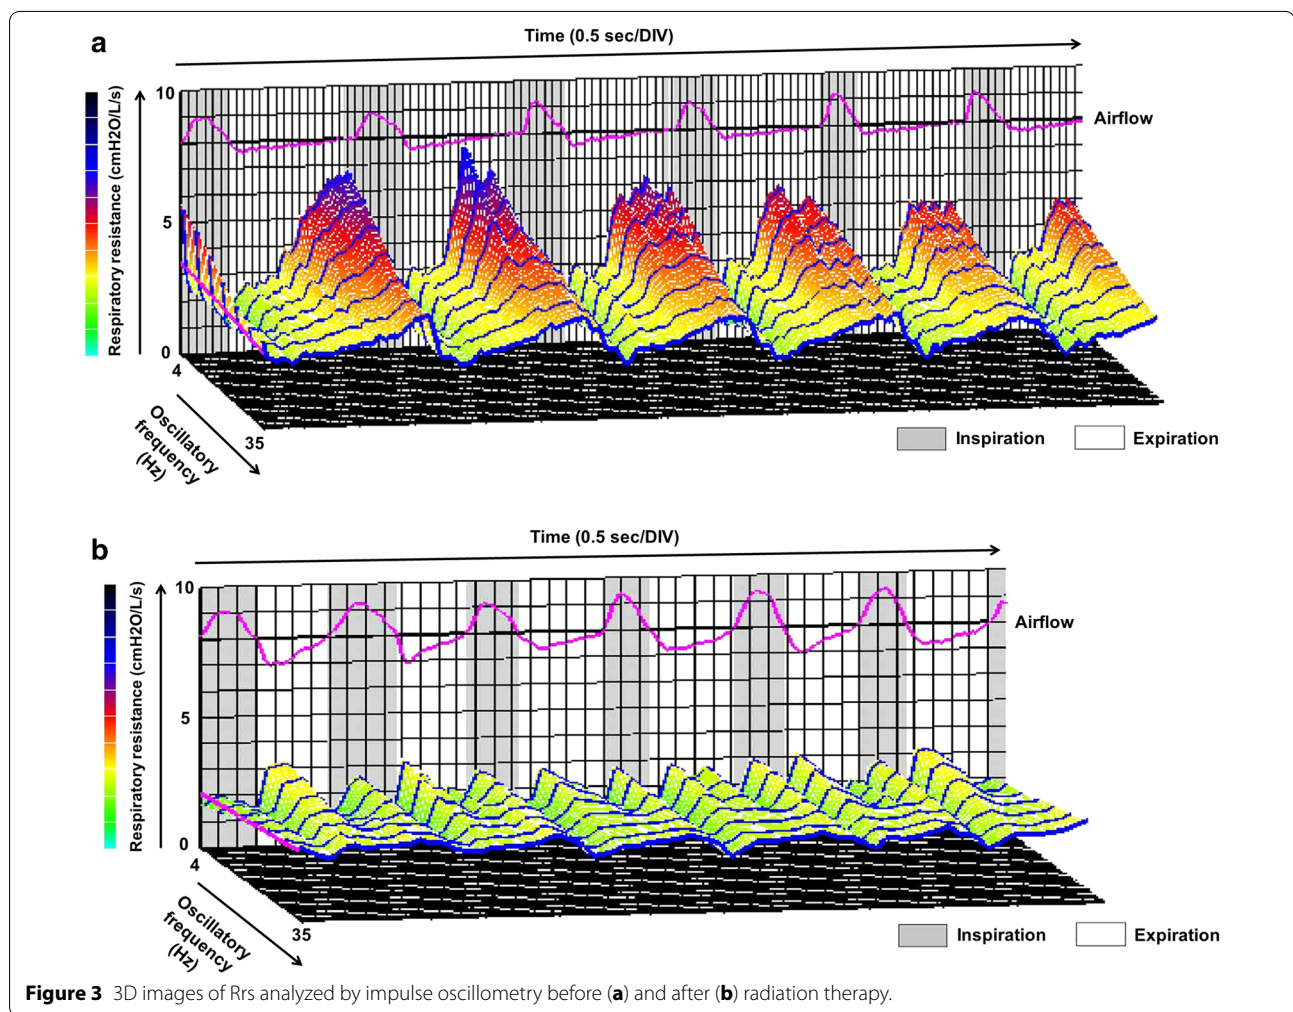 a
Time (0.5 sec/DIV)
10
Airflow
5
0
Respiratory resistance (cmH2O/L/s)
4
35
Oscillatory
frequency
(Hz)
Inspiration
Expiration
b
Time (0.5 sec/DIV)
10
Airflow
5
0
Respiratory resistance (cmH2O/L/s)
4
35
Oscillatory
frequency
(Hz)
Inspiration
Expiration
Figure 3 3D images of Rrs analyzed by impulse oscillometry before (a) and after (b) radiation therapy.